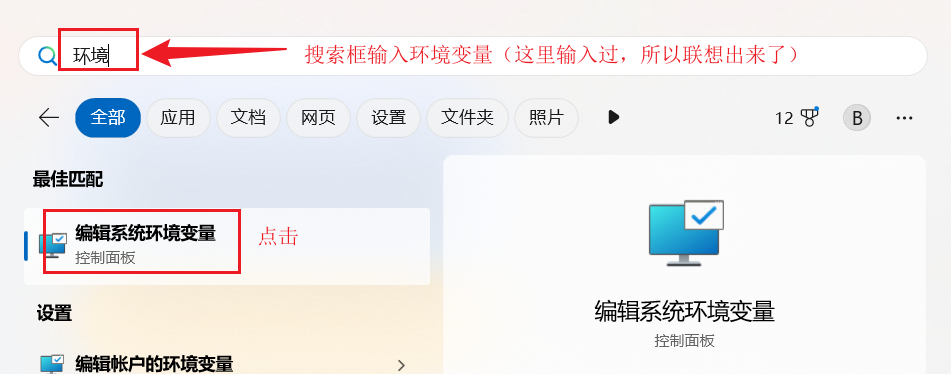 环境
搜索框输入环境变量（这里输入过，所以联想出来了）
全部 应用 文档 网页 设置 文件夹 照片 12 B
最佳匹配
编辑系统环境变量
控制面板
点击
设置
编辑帐户的环境变量
编辑系统环境变量
控制面板